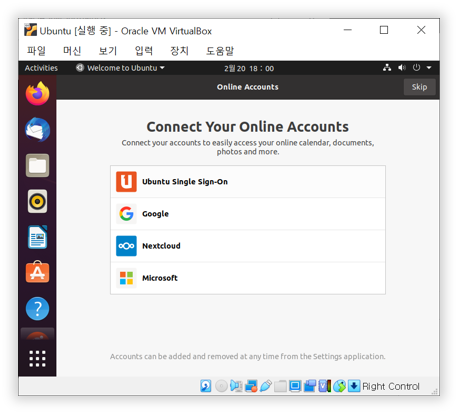 Ubuntu [실행 중] - Oracle VM VirtualBox
파일 머신 보기 입력 장치 도움말
Activities Welcome to Ubuntu 2월 20 18 : 00
Online Accounts Skip
Connect Your Online Accounts
Connect your accounts to easily access your online calendar, documents,
photos and more.
Ubuntu Single Sign-On
Google
Nextcloud
Microsoft
Accounts can be added and removed at any time from the Settings application.
Right Control